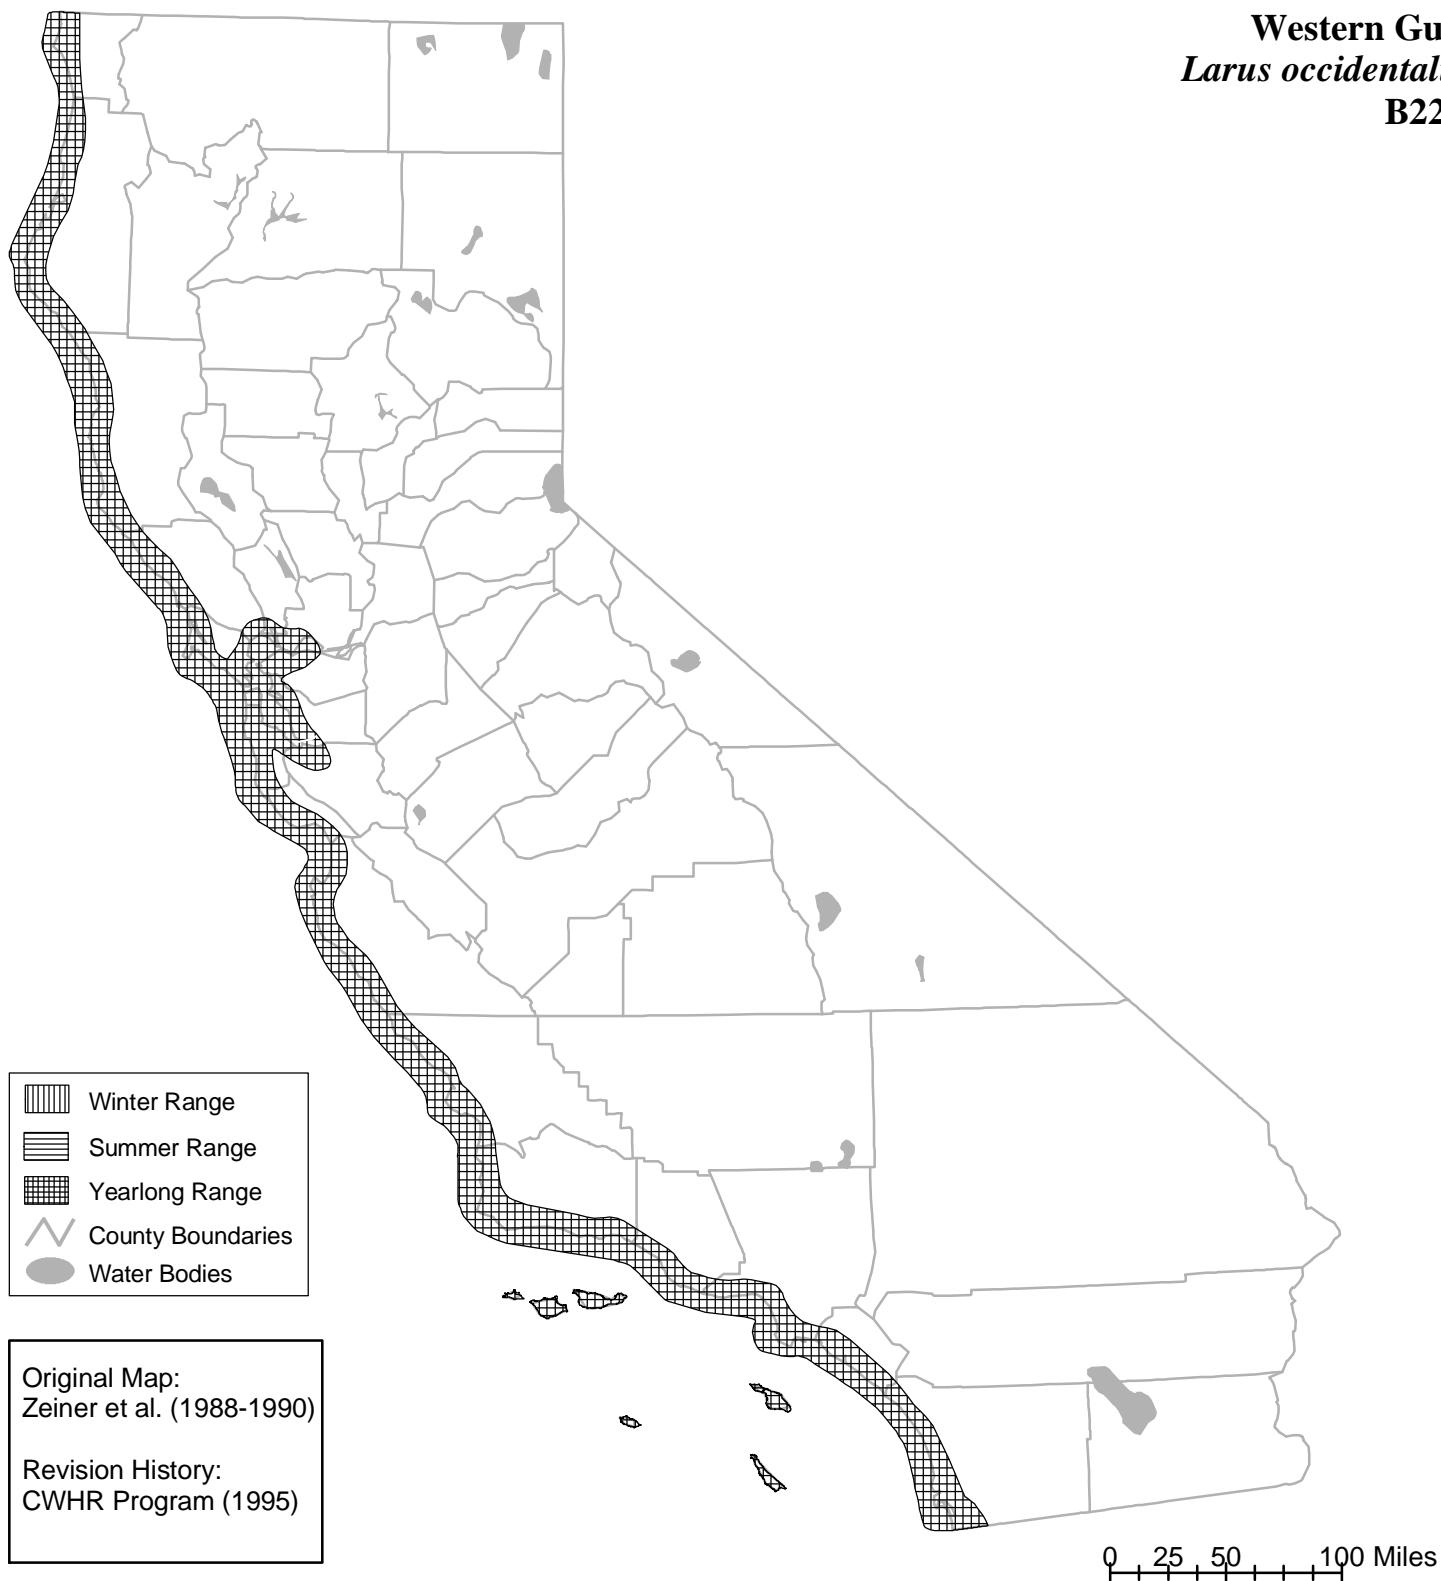 Western Gu
Larus occidentali
B22
Winter Range
Summer Range
Yearlong Range
County Boundaries
Water Bodies
Original Map:
Zeiner et al. (1988-1990)
Revision History:
CWHR Program (1995)
0 25 50 100 Miles